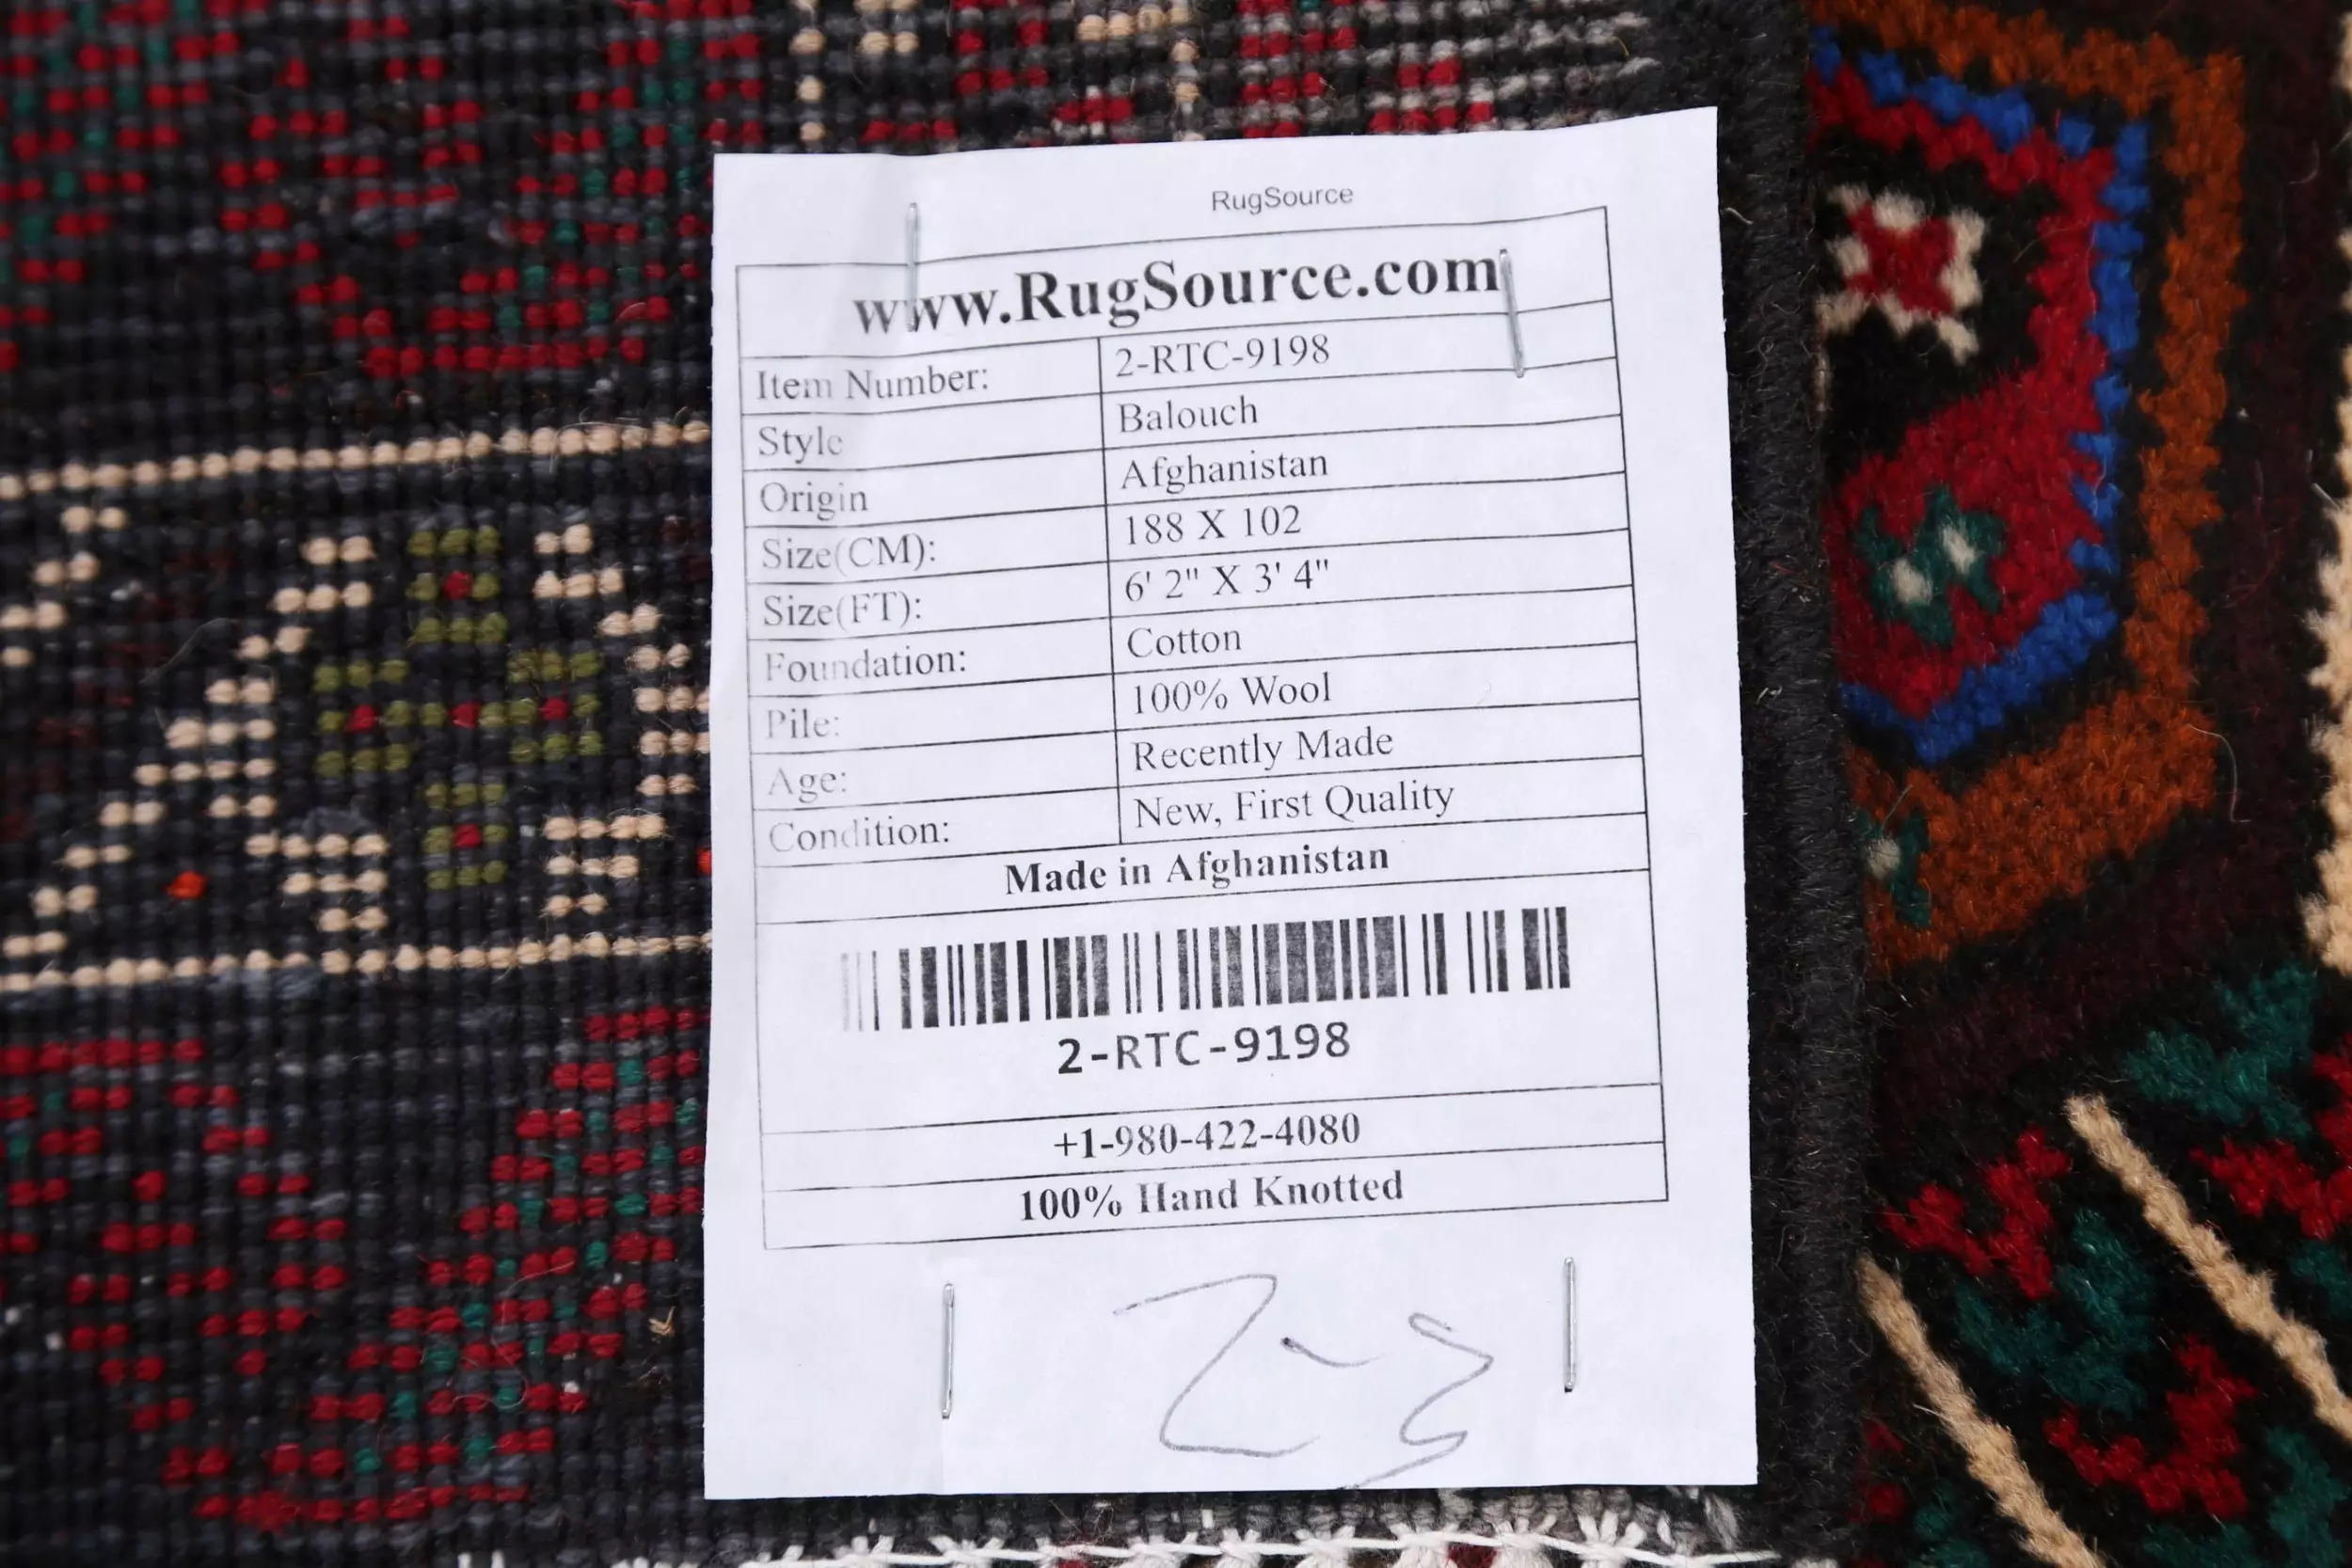 RugSource
www.RugSource.com
Item Number: 2-RTC-9198
Style Balouch
Origin Afghanistan
Size(CM): 188 X 102
Size(FT): 6' 2" X 3' 4"
Foundation: Cotton
Pile: 100% Wool
Age: Recently Made
Condition: New, First Quality
Made in Afghanistan
2-RTC-9198
+1-980-422-4080
100% Hand Knotted
2-3